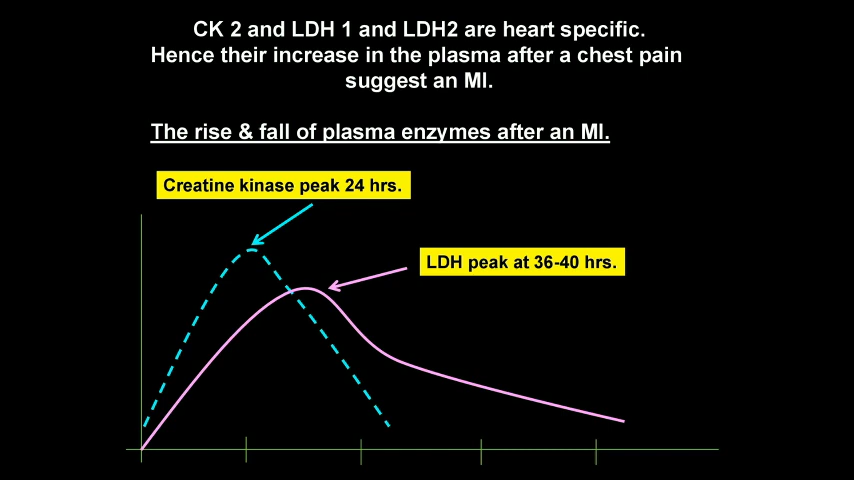 CK 2 and LDH 1 and LDH2 are heart specific.
Hence their increase in the plasma after a chest pain
suggest an MI.
The rise & fall of plasma enzymes after an MI.
Creatine kinase peak 24 hrs.
LDH peak at 36-40 hrs.